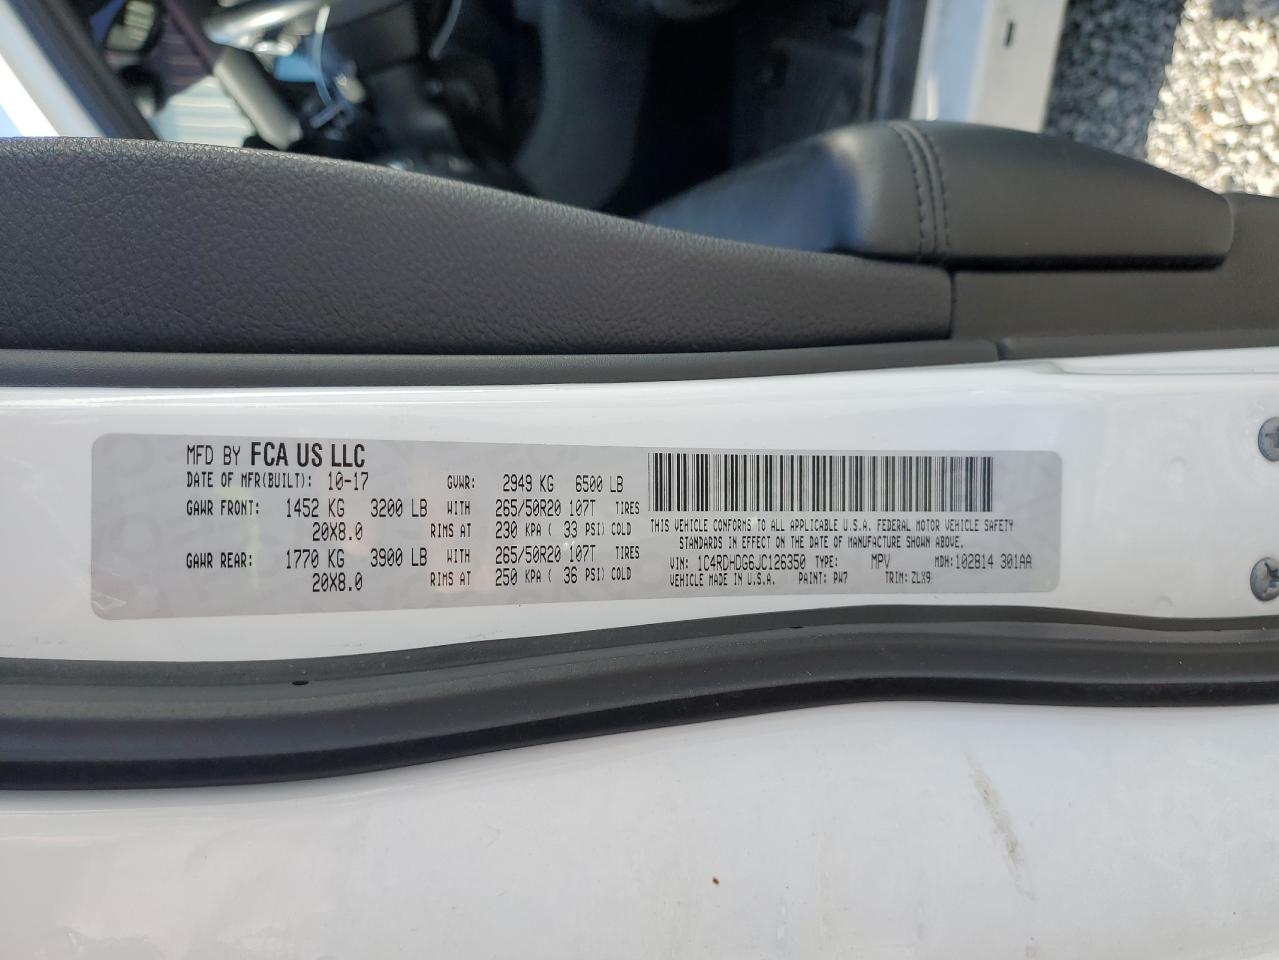 MFD BY FCA US LLC
DATE OF MFR(BUILT): 10-17 GVWR: 2949 KG 6500 LB
GAWR FRONT: 1452 KG 3200 LB WITH 265/50R20 107T TIRES
20X8.0 RIMS AT 230 KPA ( 33 PSI) COLD
GAWR REAR: 1770 KG 3900 LB WITH 265/50R20 107T TIRES
20X8.0 RIMS AT 250 KPA ( 36 PSI) COLD
THIS VEHICLE CONFORMS TO ALL APPLICABLE U.S.A. FEDERAL MOTOR VEHICLE SAFETY
STANDARDS IN EFFECT ON THE DATE OF MANUFACTURE SHOWN ABOVE.
VIN: 1C4RDHDG6JC126350 TYPE: MPV MDH: 102814 301AA
VEHICLE MADE IN U.S.A. PAINT: PW7 TRIM: ZLX9